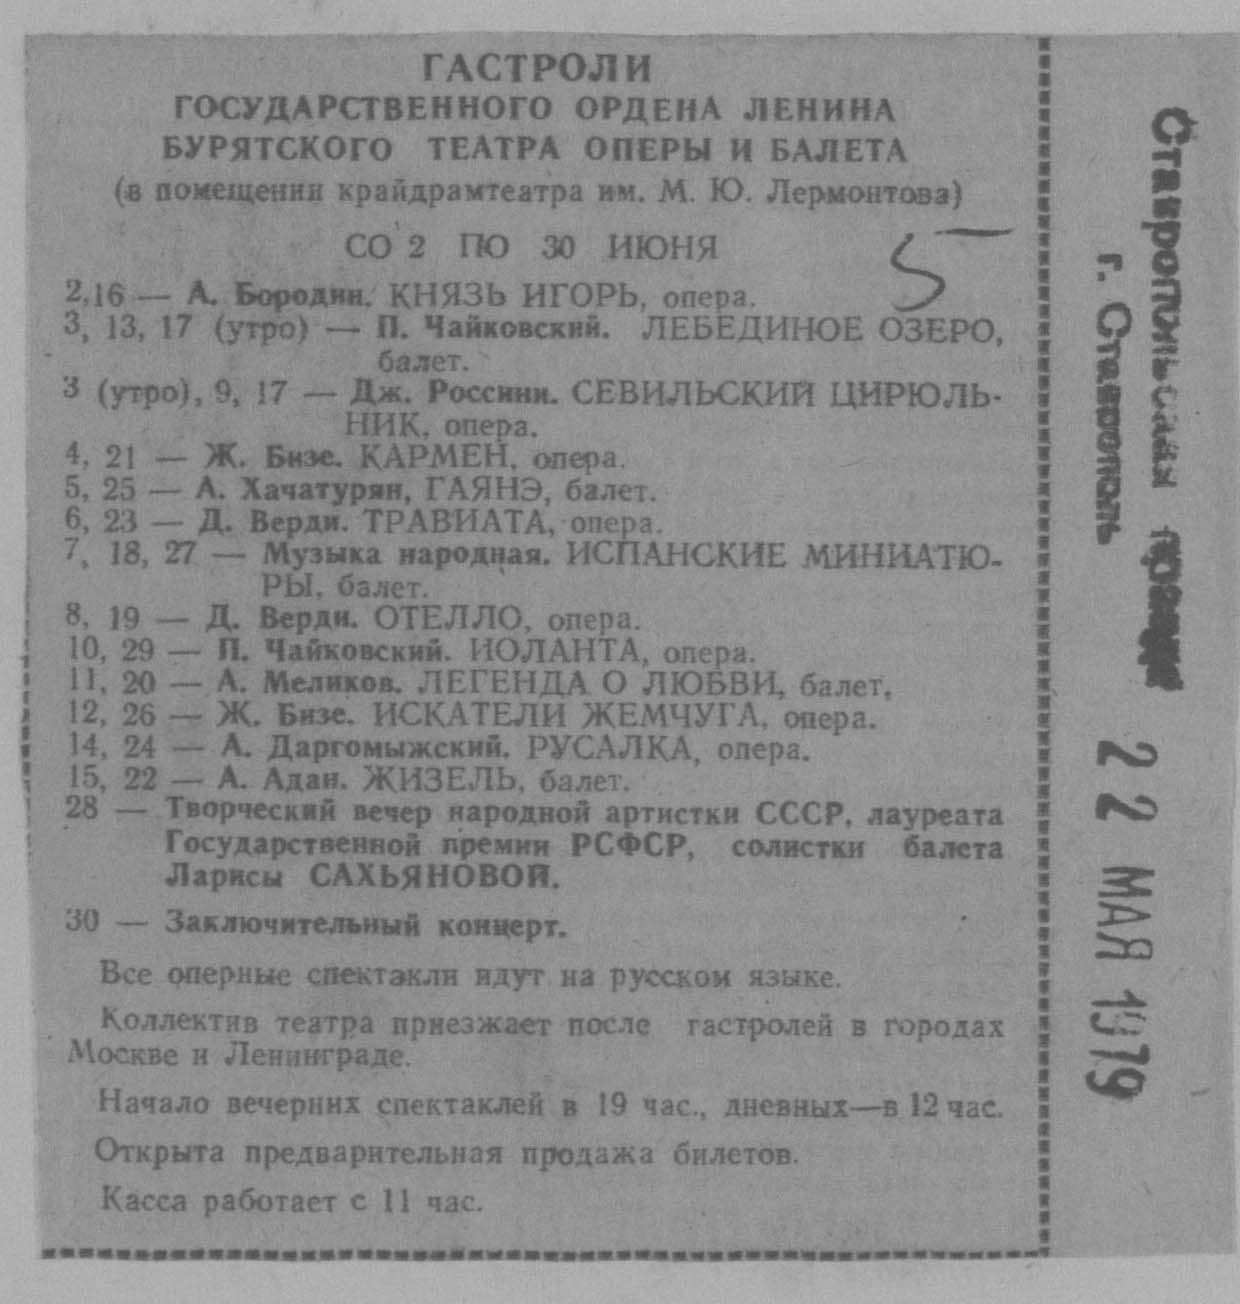 ГАСТРОЛИ
ГОСУДАРСТВЕННОГО ОРДЕНА ЛЕНИНА
БУРЯТСКОГО ТЕАТРА ОПЕРЫ И БАЛЕТА
(в помещении крайдрамтеатра им. М. Ю. Лермонтова)
СО 2 ПО 30 ИЮНЯ
5
2,16 — А. Бородин. КНЯЗЬ ИГОРЬ, опера.
3, 13, 17 (утро) — П. Чайковский. ЛЕБЕДИНОЕ ОЗЕРО,
балет.
3 (утро), 9, 17 — Дж. Россини. СЕВИЛЬСКИЙ ЦИРЮЛЬ-
НИК, опера.
4, 21 — Ж. Бизе. КАРМЕН, опера.
5, 25 — А. Хачатурян, ГАЯНЭ, балет.
6, 23 — Д. Верди. ТРАВИАТА, опера.
7, 18, 27 — Музыка народная. ИСПАНСКИЕ МИНИАТЮ-
РЫ, балет.
8, 19 — Д. Верди. ОТЕЛЛО, опера.
10, 29 — П. Чайковский. ИОЛАНТА, опера.
11, 20 — А. Меликов. ЛЕГЕНДА О ЛЮБВИ, балет,
12, 26 — Ж. Бизе. ИСКАТЕЛИ ЖЕМЧУГА, опера.
14, 24 — А. Даргомыжский. РУСАЛКА, опера.
15, 22 — А. Адан. ЖИЗЕЛЬ, балет.
28 — Творческий вечер народной артистки СССР, лауреата
Государственной премии РСФСР, солистки балета
Ларисы САХЬЯНОВОЙ.
30 — Заключительный концерт.
Все оперные спектакли идут на русском языке.
Коллектив театра приезжает после гастролей в городах
Москве и Ленинграде.
Начало вечерних спектаклей в 19 час., дневных—в 12 час.
Открыта предварительная продажа билетов.
Касса работает с 11 час.
Ставропольская правда
г. Ставрополь
22 МАЯ 1979